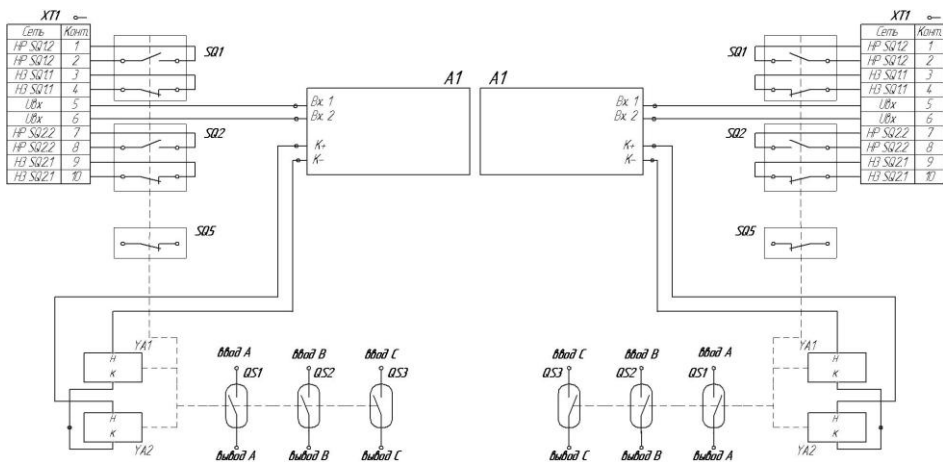 XT1
Сеть Конт.
НР SQ1.2 1
НР SQ1.2 2
НЗ SQ1.1 3
НЗ SQ1.1 4
Uвх 5
Uвх 6
НР SQ2.2 7
НР SQ2.2 8
НЗ SQ2.1 9
НЗ SQ2.1 10
SQ1
SQ2
SQ5
A1
Вх. 1
Вх. 2
К+
К-
YA1
Н
К
Н
К
YA2
Ввод А
Ввод В
Ввод С
QS1
QS2
QS3
Вывод А
Вывод В
Вывод С
A1
Вх. 1
Вх. 2
К+
К-
SQ1
SQ2
SQ5
XT1
Сеть Конт.
НР SQ1.2 1
НР SQ1.2 2
НЗ SQ1.1 3
НЗ SQ1.1 4
Uвх 5
Uвх 6
НР SQ2.2 7
НР SQ2.2 8
НЗ SQ2.1 9
НЗ SQ2.1 10
Ввод С
Ввод В
Ввод А
QS3
QS2
QS1
Вывод С
Вывод В
Вывод А
YA1
Н
К
Н
К
YA2